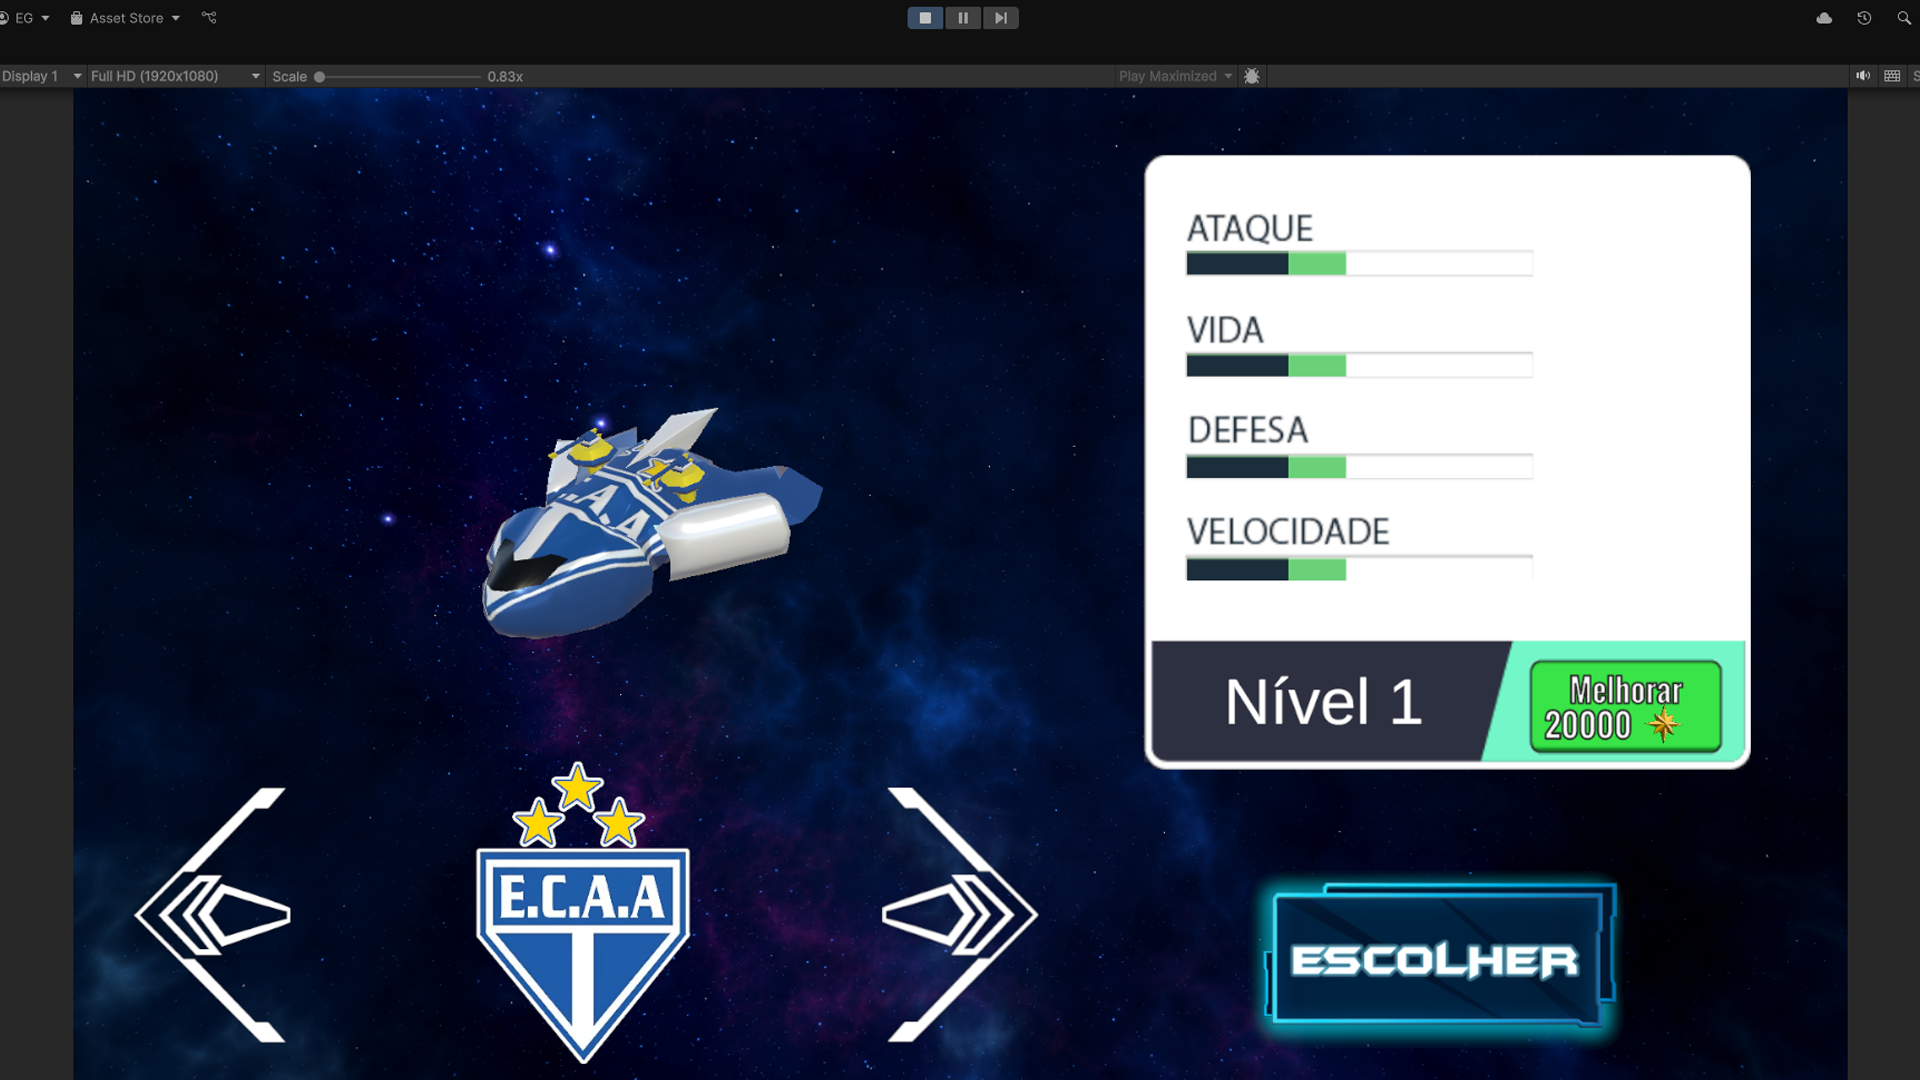 EG
Asset Store
Display 1
Full HD (1920x1080)
Scale
0.83x
Play Maximized
ATAQUE
VIDA
DEFESA
VELOCIDADE
Nível 1
Melhorar
20000
E.C.A.A
ESCOLHER